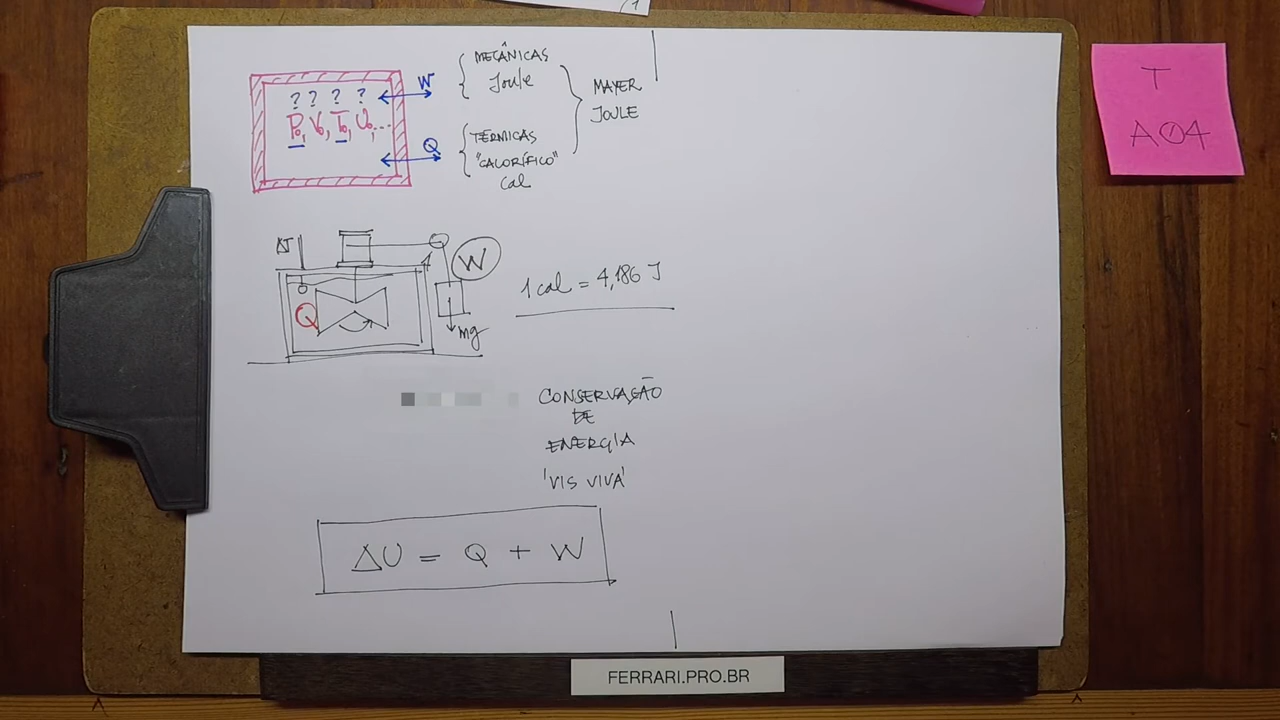 ? ? ? ?
P₀, V₀, T₀, U₀, ...
W
Q
MECÂNICAS
Joule
TÉRMICAS
"CALORÍFICO"
cal
MAYER
JOULE
ΔT
W
Q
mg
1 cal = 4,186 J
CONSERVAÇÃO
DE
ENERGIA
'VIS VIVA'
ΔU = Q + W
T
A04
FERRARI.PRO.BR